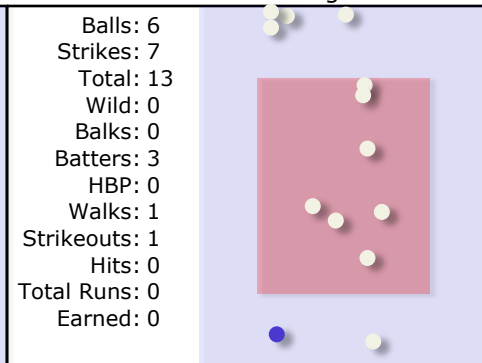 Balls: 6
Strikes: 7
Total: 13
Wild: 0
Balks: 0
Batters: 3
HBP: 0
Walks: 1
Strikeouts: 1
Hits: 0
Total Runs: 0
Earned: 0